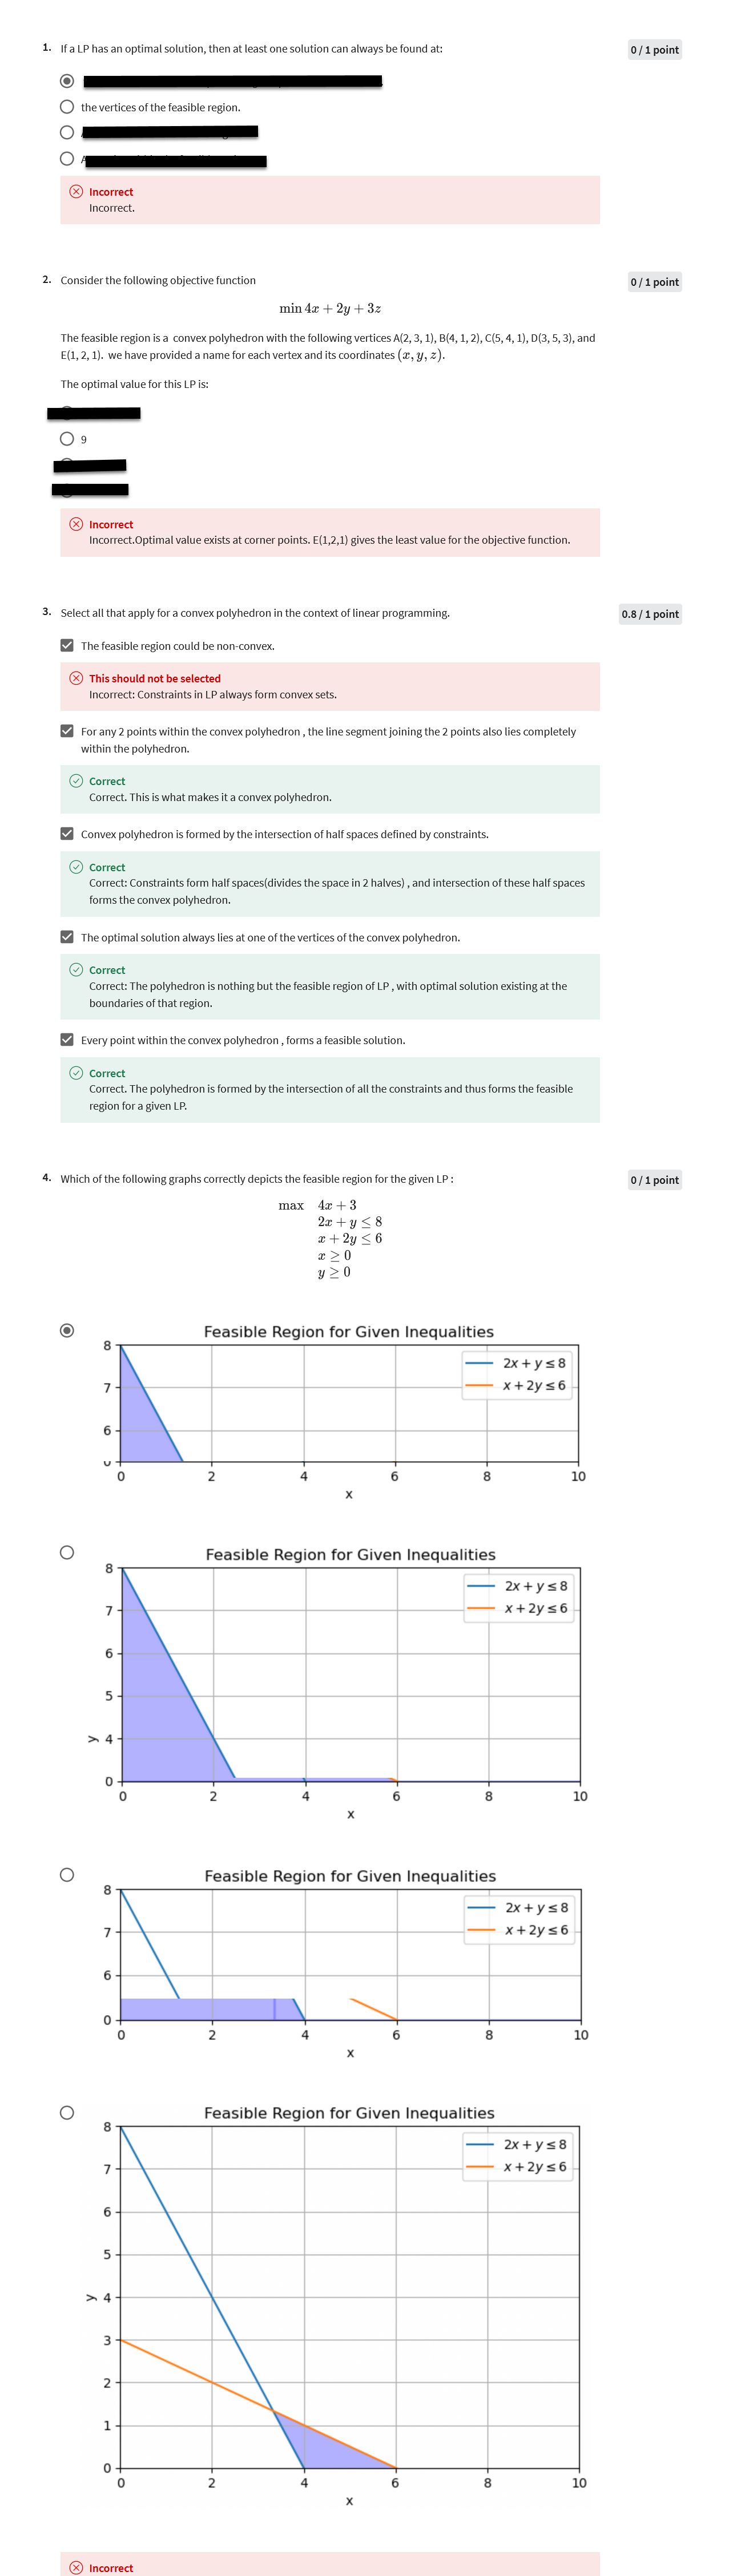 1. If a LP has an optimal solution, then at least one solution can always be found at:
0 / 1 point
the vertices of the feasible region.
Incorrect
Incorrect.
2. Consider the following objective function
0 / 1 point
min 4x + 2y + 3z
The feasible region is a convex polyhedron with the following vertices A(2, 3, 1), B(4, 1, 2), C(5, 4, 1), D(3, 5, 3), and
E(1, 2, 1). we have provided a name for each vertex and its coordinates (x, y, z).
The optimal value for this LP is:
9
Incorrect
Incorrect.Optimal value exists at corner points. E(1,2,1) gives the least value for the objective function.
3. Select all that apply for a convex polyhedron in the context of linear programming.
0.8 / 1 point
The feasible region could be non-convex.
This should not be selected
Incorrect: Constraints in LP always form convex sets.
For any 2 points within the convex polyhedron , the line segment joining the 2 points also lies completely
within the polyhedron.
Correct
Correct. This is what makes it a convex polyhedron.
Convex polyhedron is formed by the intersection of half spaces defined by constraints.
Correct
Correct: Constraints form half spaces(divides the space in 2 halves) , and intersection of these half spaces
forms the convex polyhedron.
The optimal solution always lies at one of the vertices of the convex polyhedron.
Correct
Correct: The polyhedron is nothing but the feasible region of LP , with optimal solution existing at the
boundaries of that region.
Every point within the convex polyhedron , forms a feasible solution.
Correct
Correct. The polyhedron is formed by the intersection of all the constraints and thus forms the feasible
region for a given LP.
4. Which of the following graphs correctly depicts the feasible region for the given LP :
0 / 1 point
max 4x + 3
2x + y ≤ 8
x + 2y ≤ 6
x ≥ 0
y ≥ 0
Feasible Region for Given Inequalities
8
2x + y ≤ 8
7
x + 2y ≤ 6
6
0 2 4 6 8 10
x
Feasible Region for Given Inequalities
8
2x + y ≤ 8
x + 2y ≤ 6
7
6
5
y 4
0
0 2 4 6 8 10
x
Feasible Region for Given Inequalities
8
2x + y ≤ 8
7
x + 2y ≤ 6
6
0
0 2 4 6 8 10
x
Feasible Region for Given Inequalities
8
2x + y ≤ 8
x + 2y ≤ 6
7
6
5
y 4
3
2
1
0
0 2 4 6 8 10
x
Incorrect